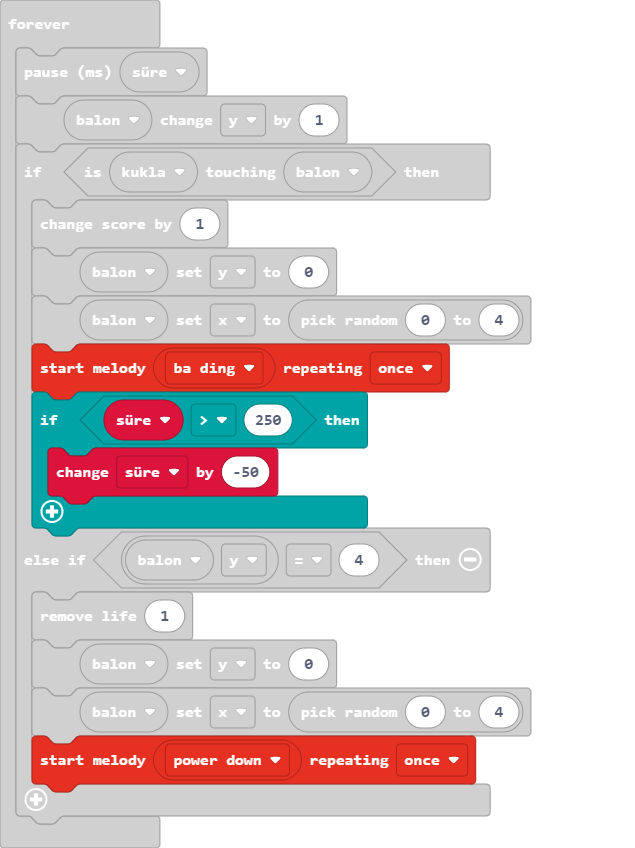 forever
pause (ms) süre
balon change y by 1
if is kukla touching balon then
change score by 1
balon set y to 0
balon set x to pick random 0 to 4
start melody ba ding repeating once
if süre > 250 then
change süre by -50
else if balon y = 4 then
remove life 1
balon set y to 0
balon set x to pick random 0 to 4
start melody power down repeating once